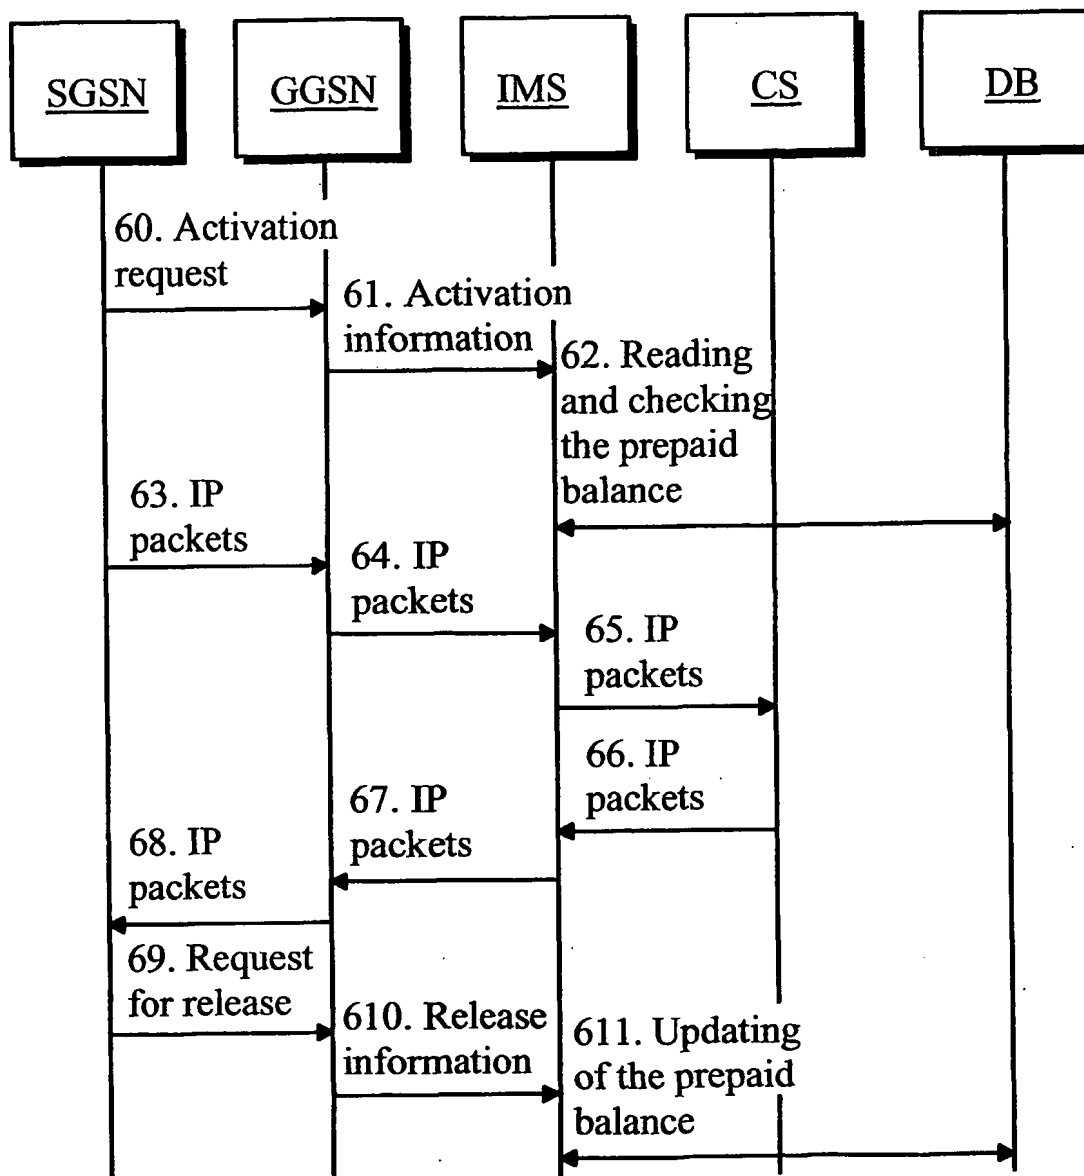 SGSN
GGSN
IMS
CS
DB
60. Activation
request
61. Activation
information
62. Reading
and checking
the prepaid
balance
63. IP
packets
64. IP
packets
65. IP
packets
66. IP
packets
67. IP
packets
68. IP
packets
69. Request
for release
610. Release
information
611. Updating
of the prepaid
balance